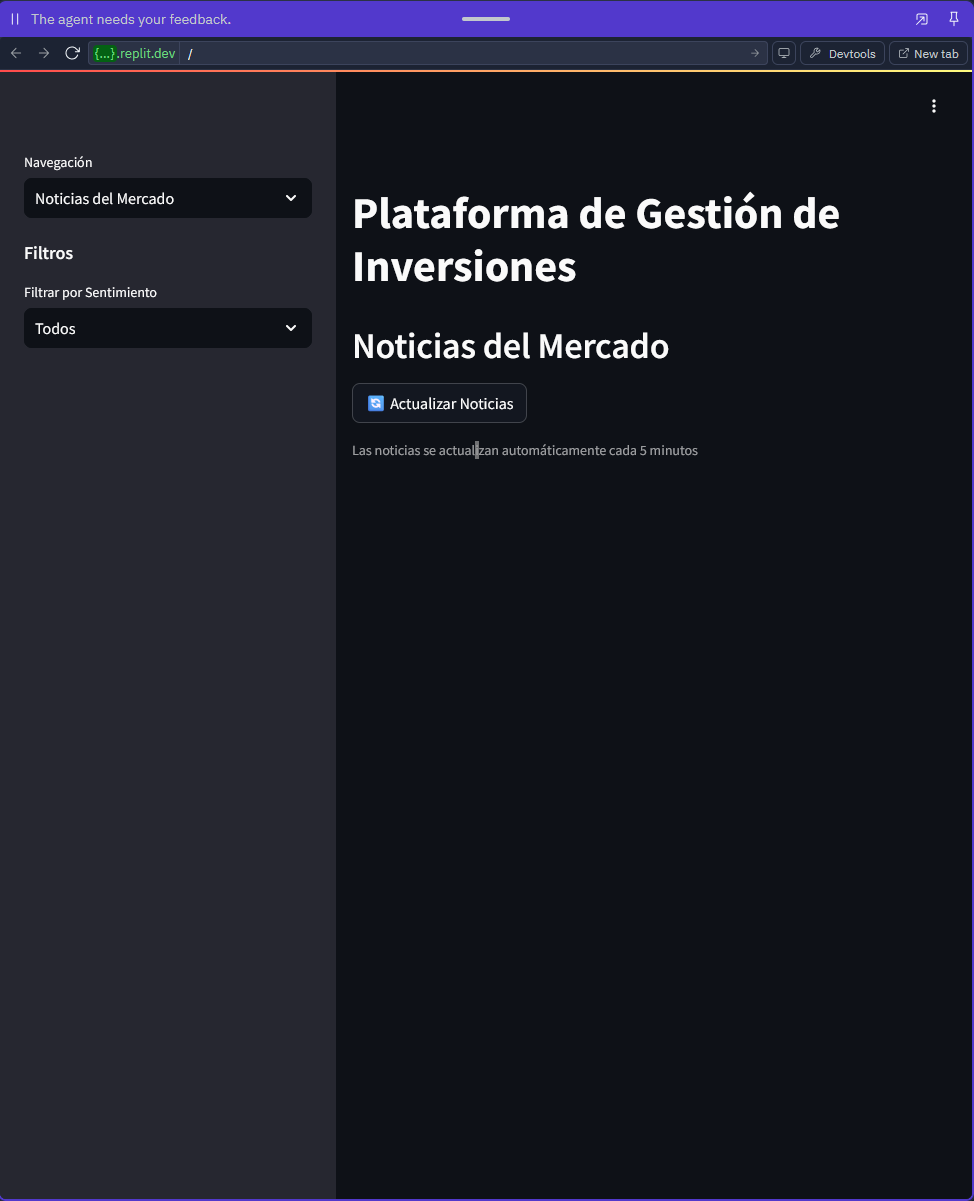 The agent needs your feedback.
{...}.replit.dev /
Devtools
New tab
Navegación
Noticias del Mercado
Filtros
Filtrar por Sentimiento
Todos
Plataforma de Gestión de
Inversiones
Noticias del Mercado
Actualizar Noticias
Las noticias se actualizan automáticamente cada 5 minutos